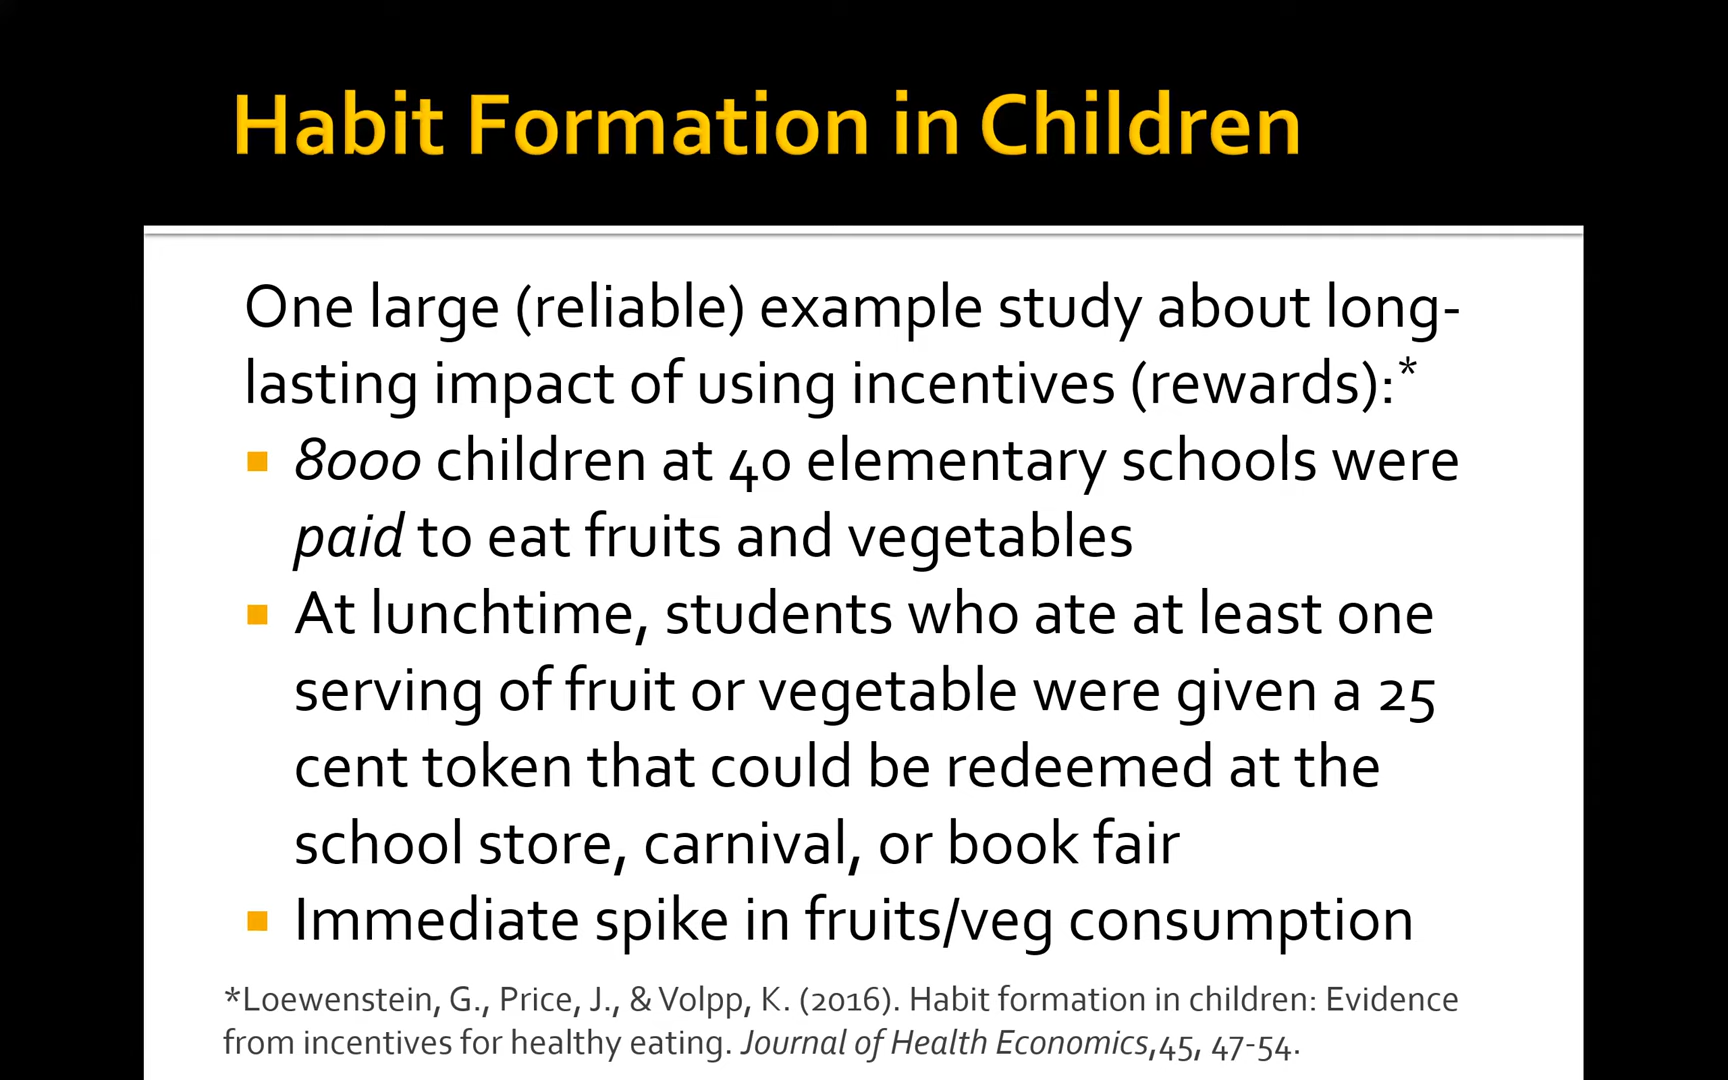 Habit Formation in Children
One large (reliable) example study about long-
lasting impact of using incentives (rewards):*
8000 children at 40 elementary schools were
paid to eat fruits and vegetables
At lunchtime, students who ate at least one
serving of fruit or vegetable were given a 25
cent token that could be redeemed at the
school store, carnival, or book fair
Immediate spike in fruits/veg consumption
*Loewenstein, G., Price, J., & Volpp, K. (2016). Habit formation in children: Evidence
from incentives for healthy eating. Journal of Health Economics,45, 47-54.